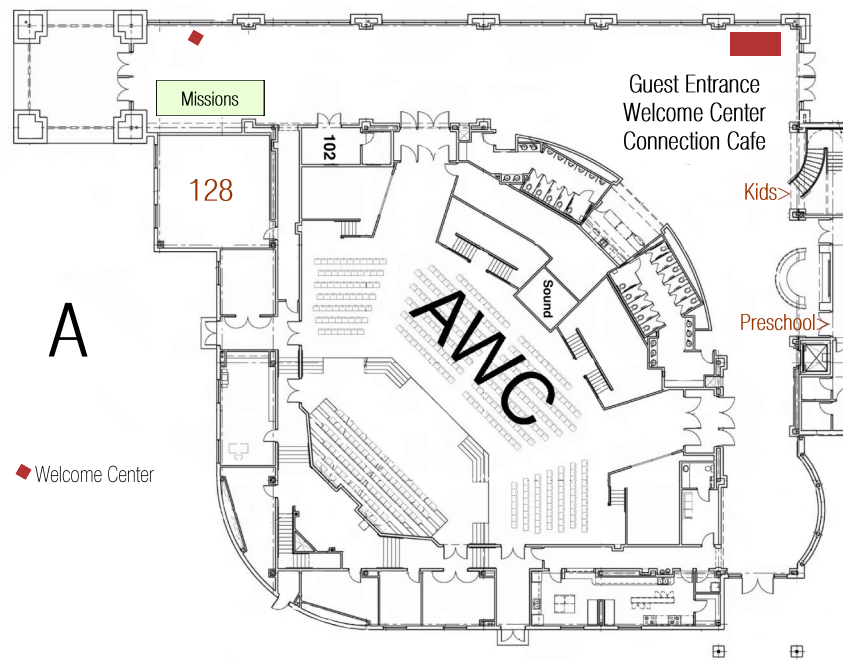 Missions
Guest Entrance
Welcome Center
Connection Cafe
102
128
Kids>
Sound
AWC
A
Preschool>
Welcome Center